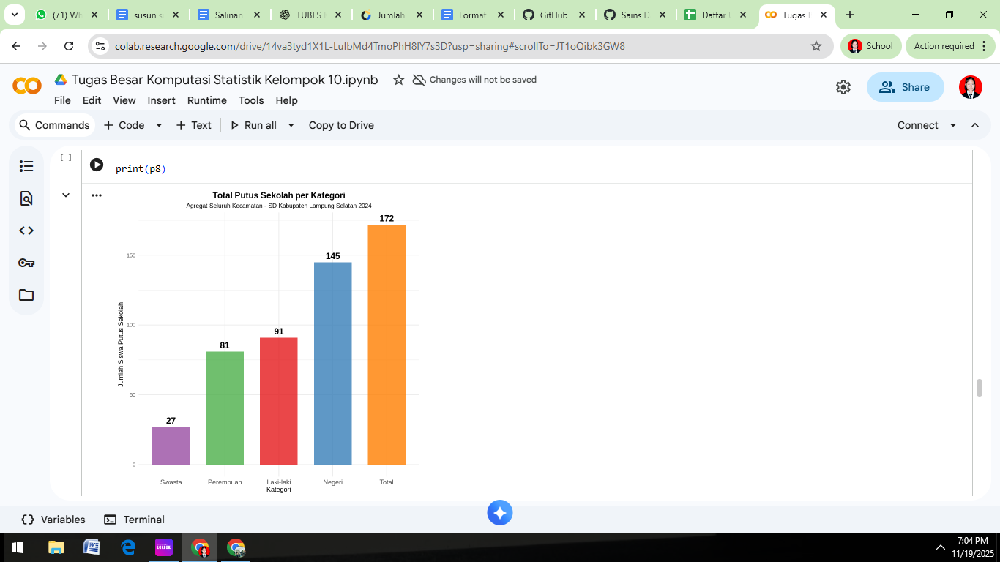 (71) Wh
susun s
Salinan
TUBES
Jumlah
Format
GitHub
Sains D
Daftar
Tugas B
colab.research.google.com/drive/14va3tyd1X1L-LuIbMd4TmoPhH8IY7s3D?usp=sharing#scrollTo=JT1oQibk3GW8
School
Action required
Tugas Besar Komputasi Statistik Kelompok 10.ipynb
Changes will not be saved
Share
File Edit View Insert Runtime Tools Help
Commands + Code + Text Run all Copy to Drive
Connect
[ ]
print(p8)
Total Putus Sekolah per Kategori
Agregat Seluruh Kecamatan - SD Kabupaten Lampung Selatan 2024
172
150
145
Jumlah Siswa Putus Sekolah
100
91
81
50
27
0
Swasta Perempuan Laki-laki Negeri Total
Kategori
Variables Terminal
7:04 PM
11/19/2025